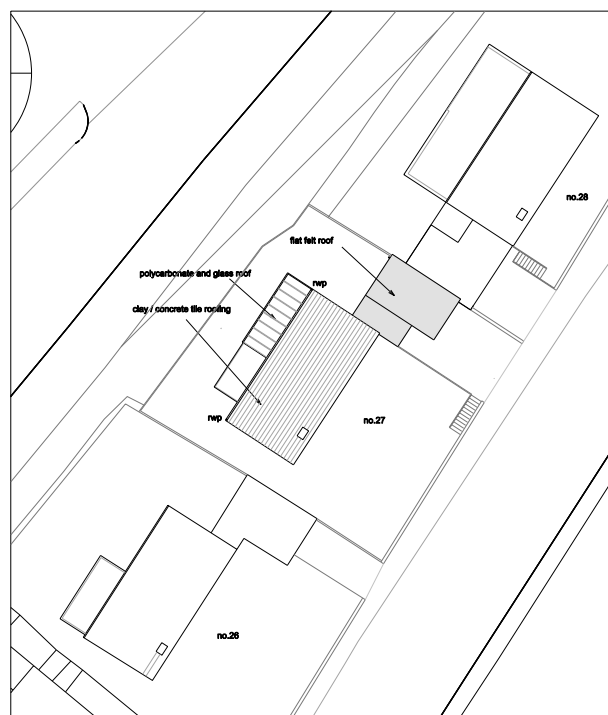 no.28
flat felt roof
polycarbonate and glass roof
rwp
clay / concrete tile roofing
rwp
no.27
no.26